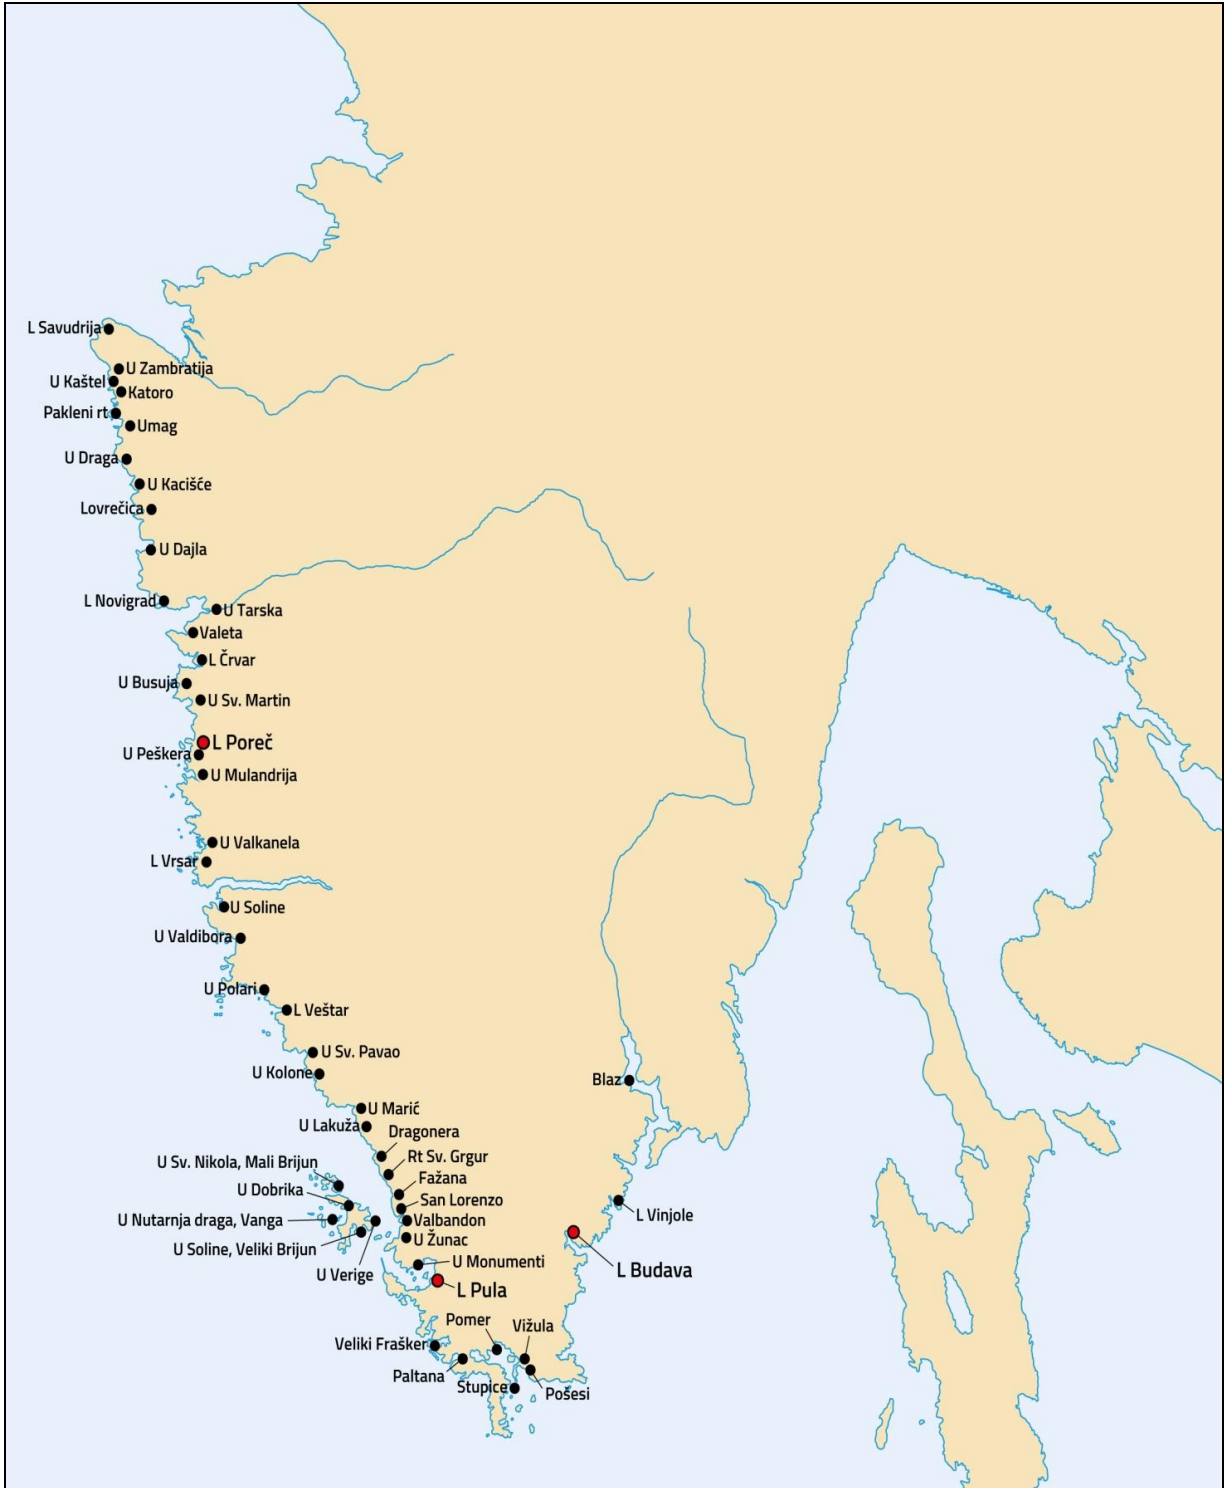 L Savudrija
U Zambratija
U Kaštel
Katoro
Pakleni rt
Umag
U Draga
U Kacišće
Lovrečica
U Dajla
L Novigrad
U Tarska
Valeta
L Črvar
U Busuja
U Sv. Martin
L Poreč
U Peškera
U Mulandrija
U Valkanela
L Vrsar
U Soline
U Valdibora
U Polari
L Veštar
U Sv. Pavao
U Kolone
Blaz
U Marić
U Lakuža
Dragonera
Rt Sv. Grgur
U Sv. Nikola, Mali Brijun
Fažana
U Dobrika
San Lorenzo
L Vinjole
U Nutarnja draga, Vanga
Valbandon
U Žunac
U Soline, Veliki Brijun
U Monumenti
L Budava
U Verige
L Pula
Pomer
Vižula
Veliki Frašker
Paltana
Stupice
Pošesi